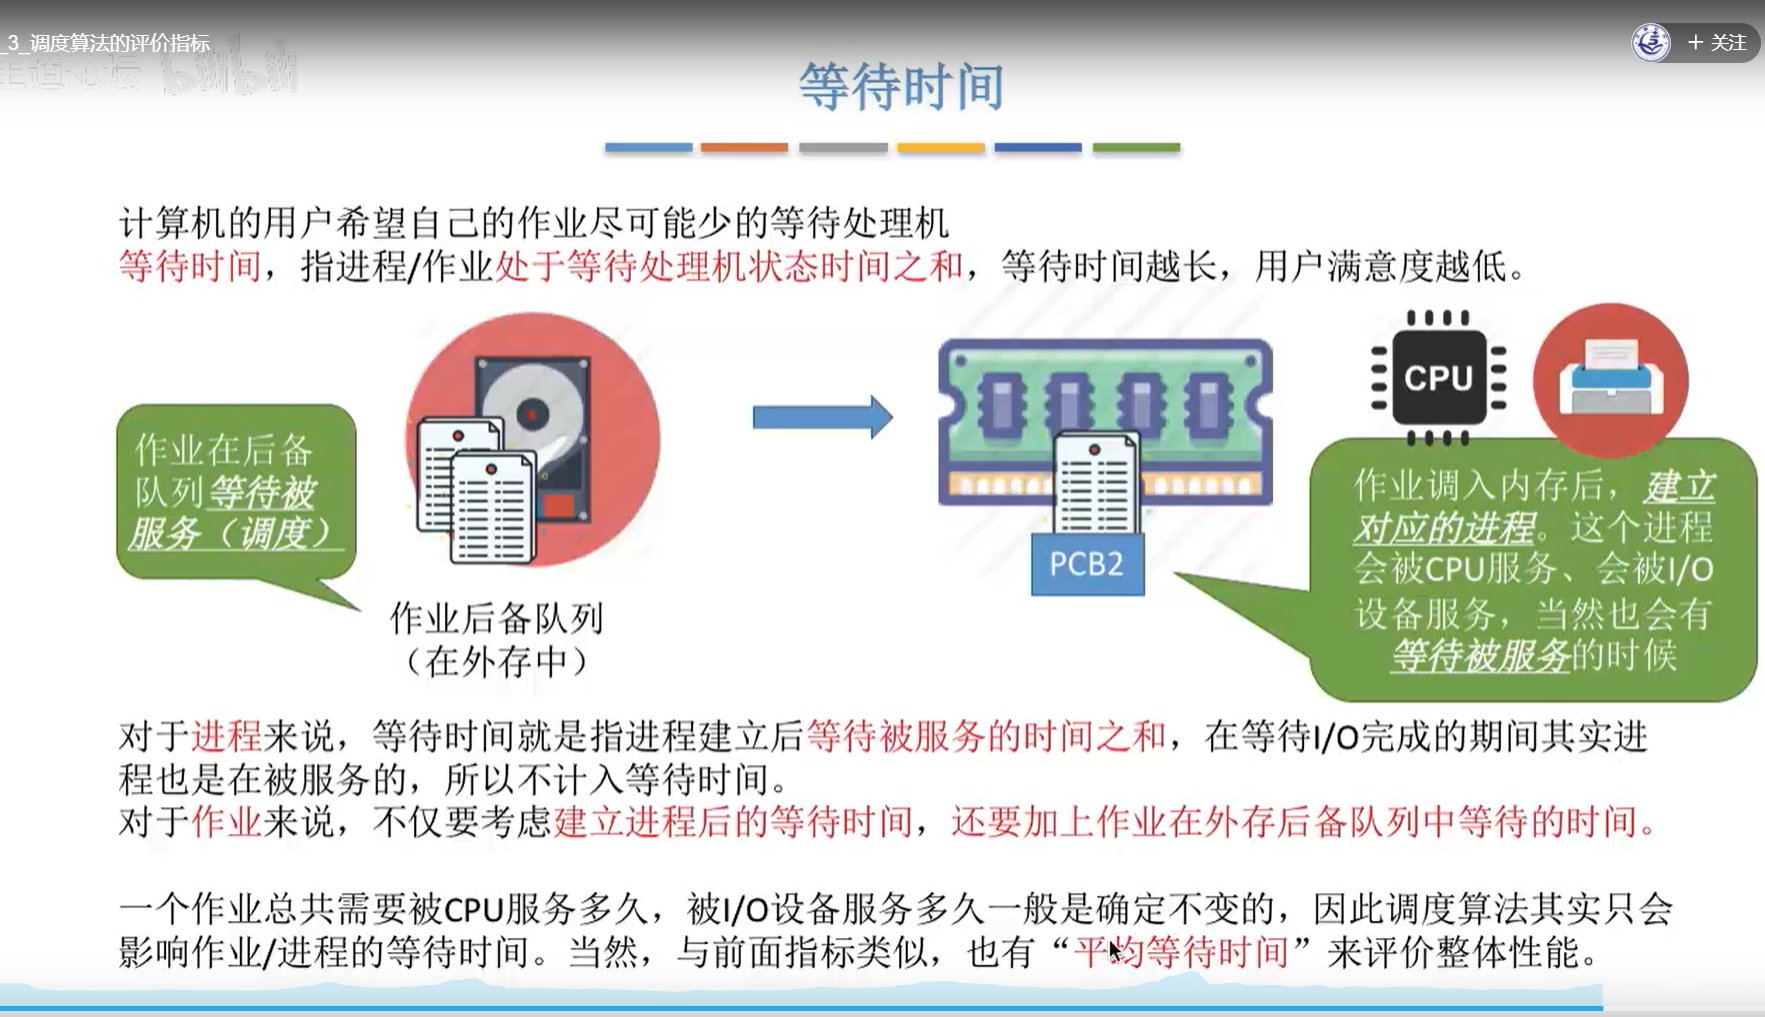 _3_调度算法的评价指标
王道论坛 bilibili
+ 关注
等待时间
计算机的用户希望自己的作业尽可能少的等待处理机
等待时间，指进程/作业处于等待处理机状态时间之和，等待时间越长，用户满意度越低。
作业在后备
队列等待被
服务（调度）
作业后备队列
（在外存中）
PCB2
CPU
作业调入内存后，建立
对应的进程。这个进程
会被CPU服务、会被I/O
设备服务，当然也会有
等待被服务的时候
对于进程来说，等待时间就是指进程建立后等待被服务的时间之和，在等待I/O完成的期间其实进
程也是在被服务的，所以不计入等待时间。
对于作业来说，不仅要考虑建立进程后的等待时间，还要加上作业在外存后备队列中等待的时间。
一个作业总共需要被CPU服务多久，被I/O设备服务多久一般是确定不变的，因此调度算法其实只会
影响作业/进程的等待时间。当然，与前面指标类似，也有“平均等待时间”来评价整体性能。